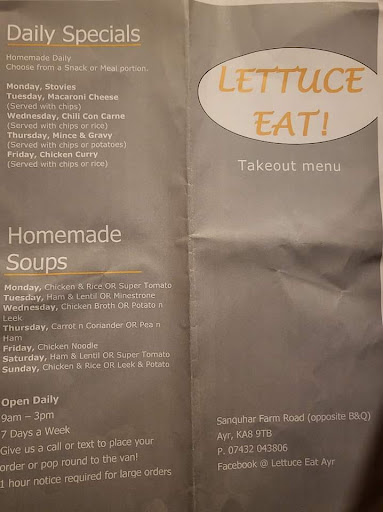 Daily Specials
Homemade Daily
Choose from a Snack or Meal portion.
Monday, Stovies
Tuesday, Macaroni Cheese
(Served with chips)
Wednesday, Chili Con Carne
(Served with chips or rice)
Thursday, Mince & Gravy
(Served with chips or potatoes)
Friday, Chicken Curry
(Served with chips or rice)
Homemade
Soups
Monday, Chicken & Rice OR Super Tomato
Tuesday, Ham & Lentil OR Minestrone
Wednesday, Chicken Broth OR Potato n
Leek
Thursday, Carrot n Coriander OR Pea n
Ham
Friday, Chicken Noodle
Saturday, Ham & Lentil OR Super Tomato
Sunday, Chicken & Rice OR Leek & Potato
Open Daily
9am – 3pm
7 Days a Week
Give us a call or text to place your
order or pop round to the van!
1 hour notice required for large orders
LETTUCE
EAT!
Takeout menu
Sanquhar Farm Road (opposite B&Q)
Ayr, KA8 9TB
P. 07432 043806
Facebook @ Lettuce Eat Ayr